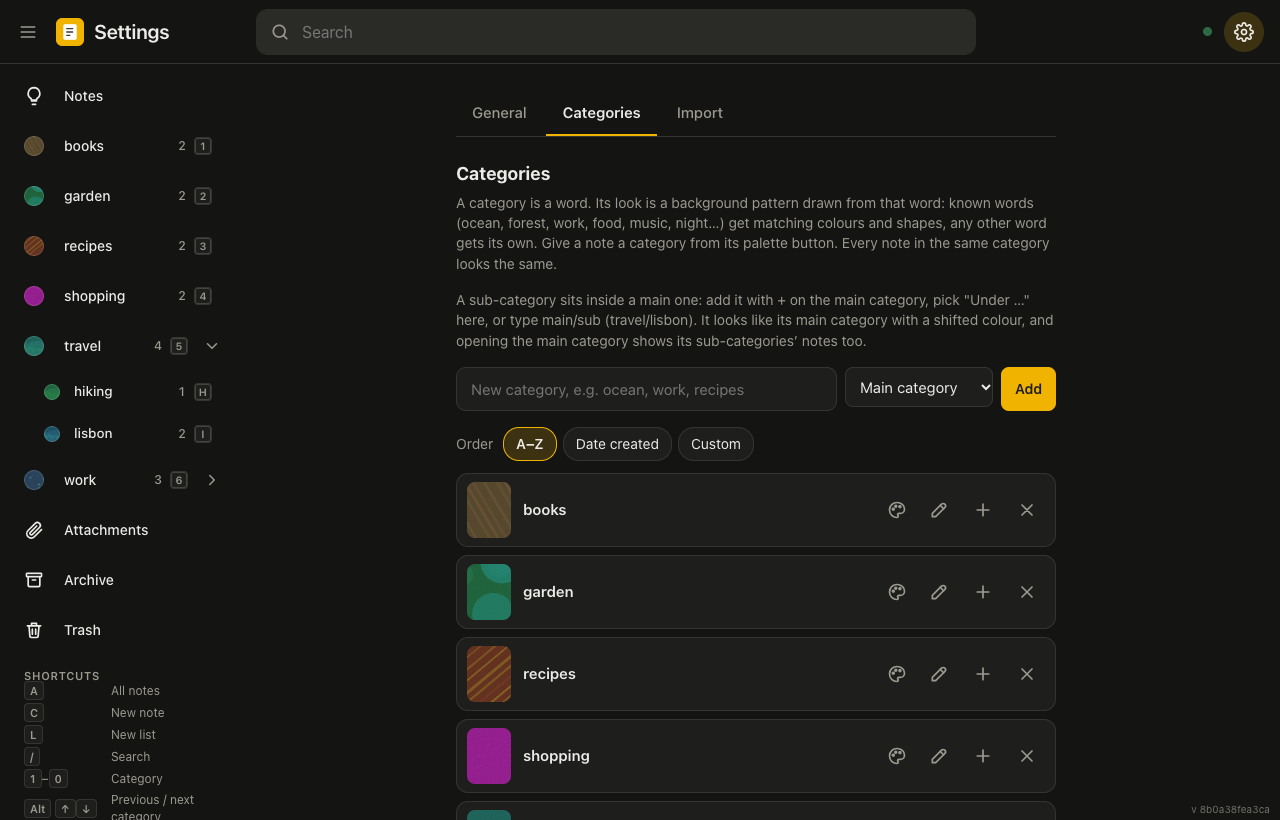 Settings
Search
Notes
books 2 1
garden 2 2
recipes 2 3
shopping 2 4
travel 4 5
hiking 1 H
lisbon 2 I
work 3 6
Attachments
Archive
Trash
SHORTCUTS
A All notes
C New note
L New list
/ Search
1 – 0 Category
Alt ↑ ↓ Previous / next
category
General Categories Import
Categories
A category is a word. Its look is a background pattern drawn from that word: known words
(ocean, forest, work, food, music, night…) get matching colours and shapes, any other word
gets its own. Give a note a category from its palette button. Every note in the same category
looks the same.
A sub-category sits inside a main one: add it with + on the main category, pick "Under …"
here, or type main/sub (travel/lisbon). It looks like its main category with a shifted colour, and
opening the main category shows its sub-categories’ notes too.
New category, e.g. ocean, work, recipes Main category Add
Order A–Z Date created Custom
books
garden
recipes
shopping
v 8b0a38fea3ca